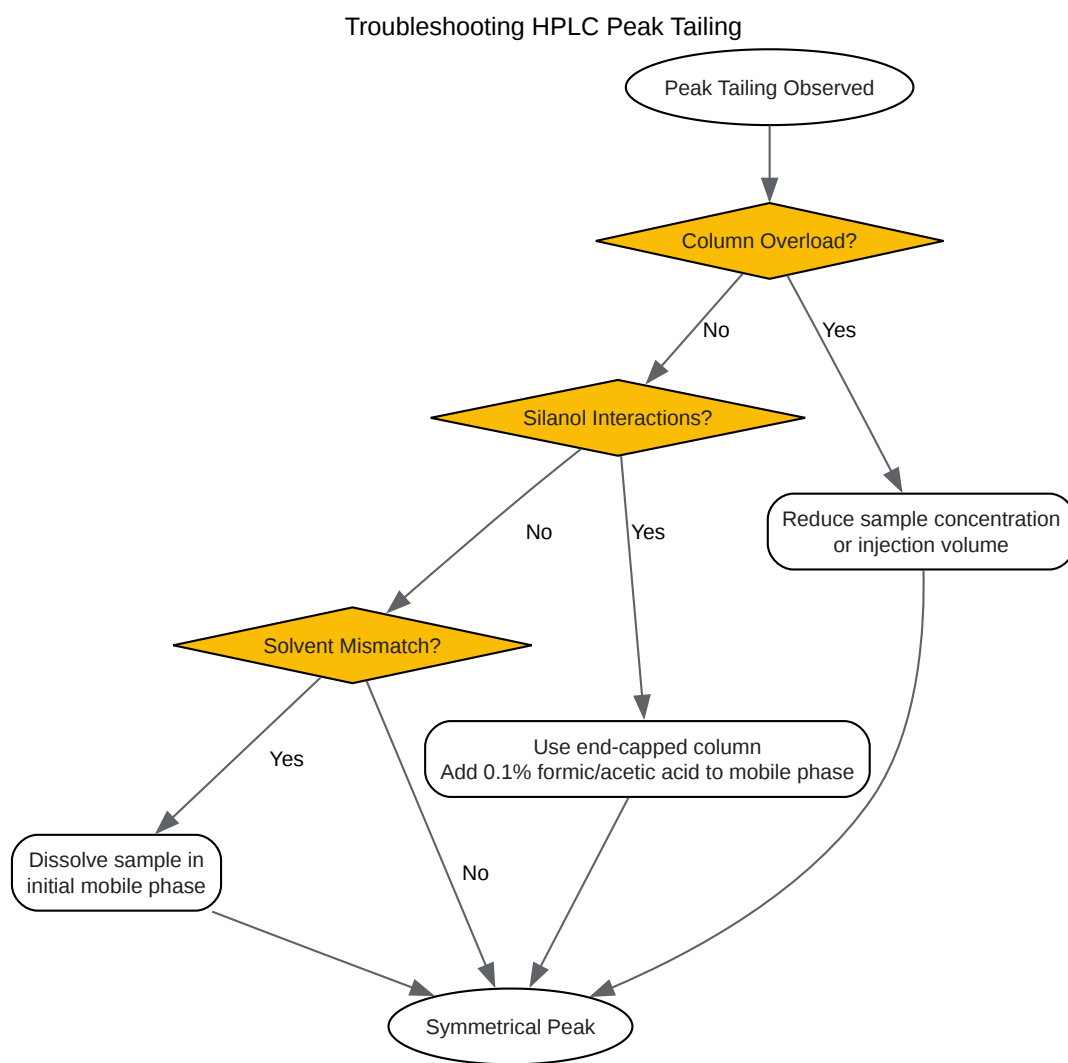 Troubleshooting HPLC Peak Tailing
Peak Tailing Observed
Column Overload?
No
Yes
Silanol Interactions?
Reduce sample concentration
or injection volume
No
Yes
Solvent Mismatch?
Use end-capped column
Add 0.1% formic/acetic acid to mobile phase
Yes
No
Dissolve sample in
initial mobile phase
Symmetrical Peak